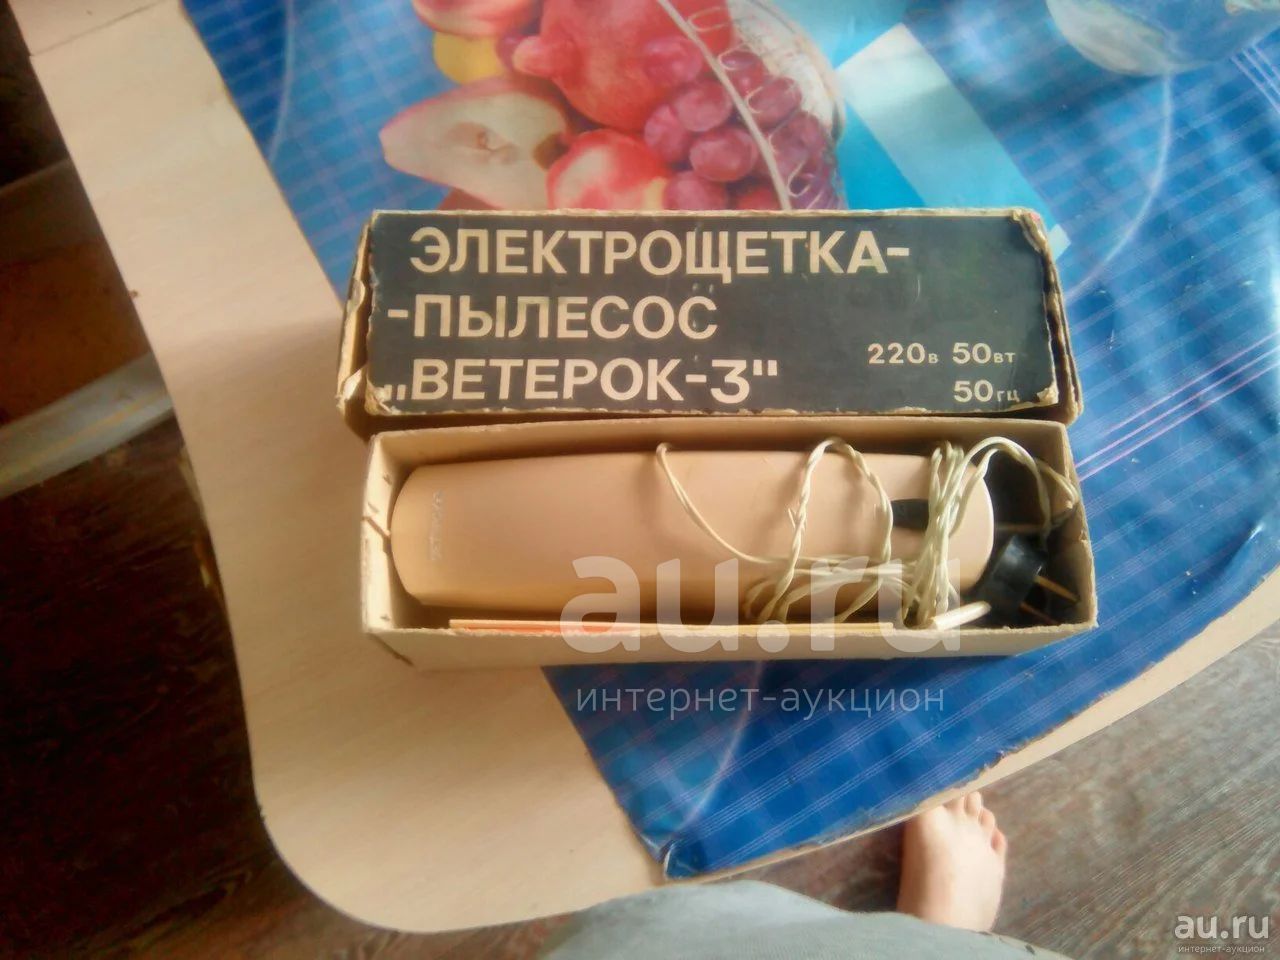 ЭЛЕКТРОЩЕТКА-
-ПЫЛЕСОС
„ВЕТЕРОК-3"
220В 50ВТ
50ГЦ
au.ru
интернет-аукцион
au.ru
интернет-аукцион